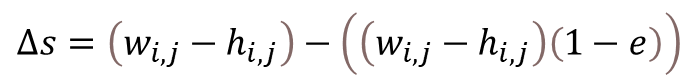 Δs = (w_{i,j} − h_{i,j}) − ((w_{i,j} − h_{i,j})(1 − e))